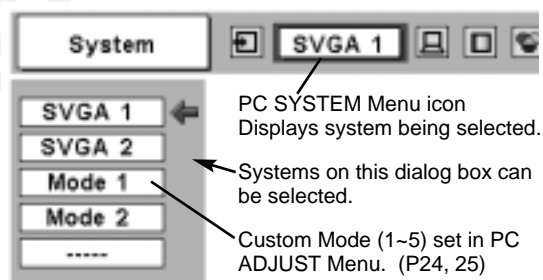 System
SVGA 1
PC SYSTEM Menu icon
Displays system being selected.
SVGA 1
SVGA 2
Mode 1
Mode 2
-----
Systems on this dialog box can
be selected.
Custom Mode (1~5) set in PC
ADJUST Menu. (P24, 25)